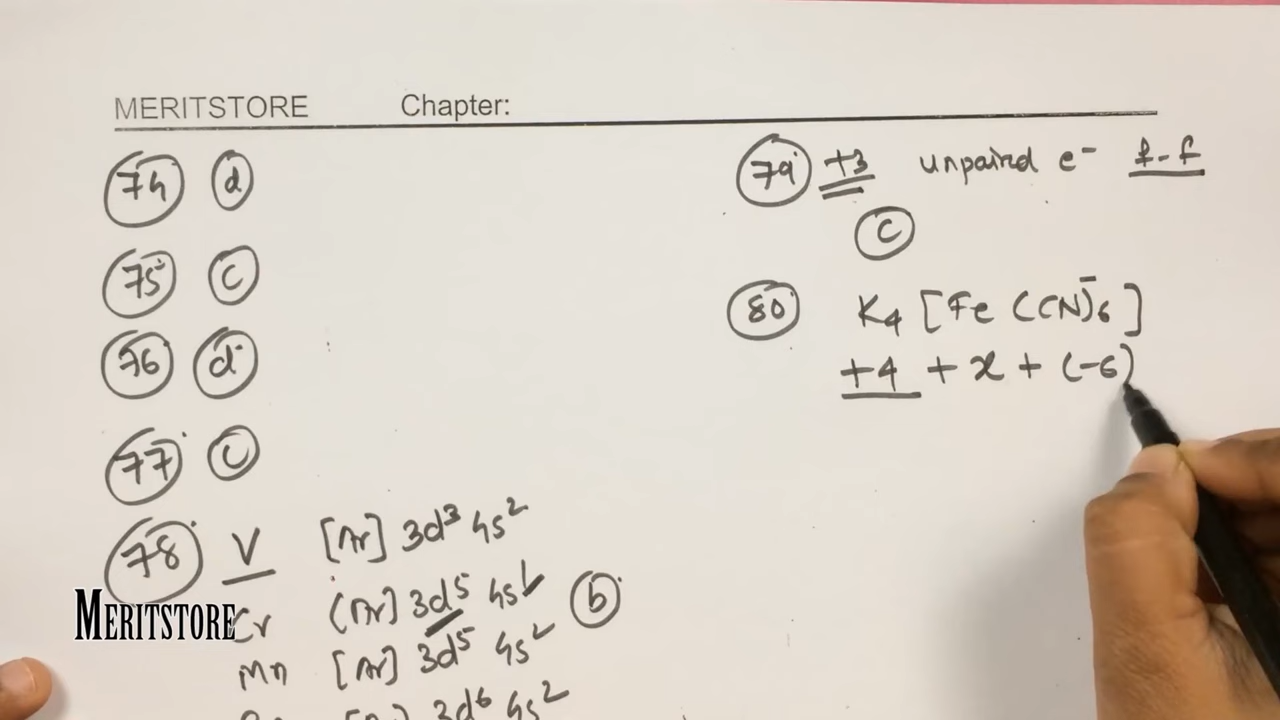 MERITSTORE Chapter:
74 d
75 C
76 d
77 C
78 V [Ar] 3d³ 4s²
Cr [Ar] 3d⁵ 4s¹ b
Mn [Ar] 3d⁵ 4s²
3d⁶ 4s²
79 +3 unpaired e⁻ f-f
C
80 K₄ [Fe (CN)⁻₆]
+4 + x + (-6)
MERITSTORE